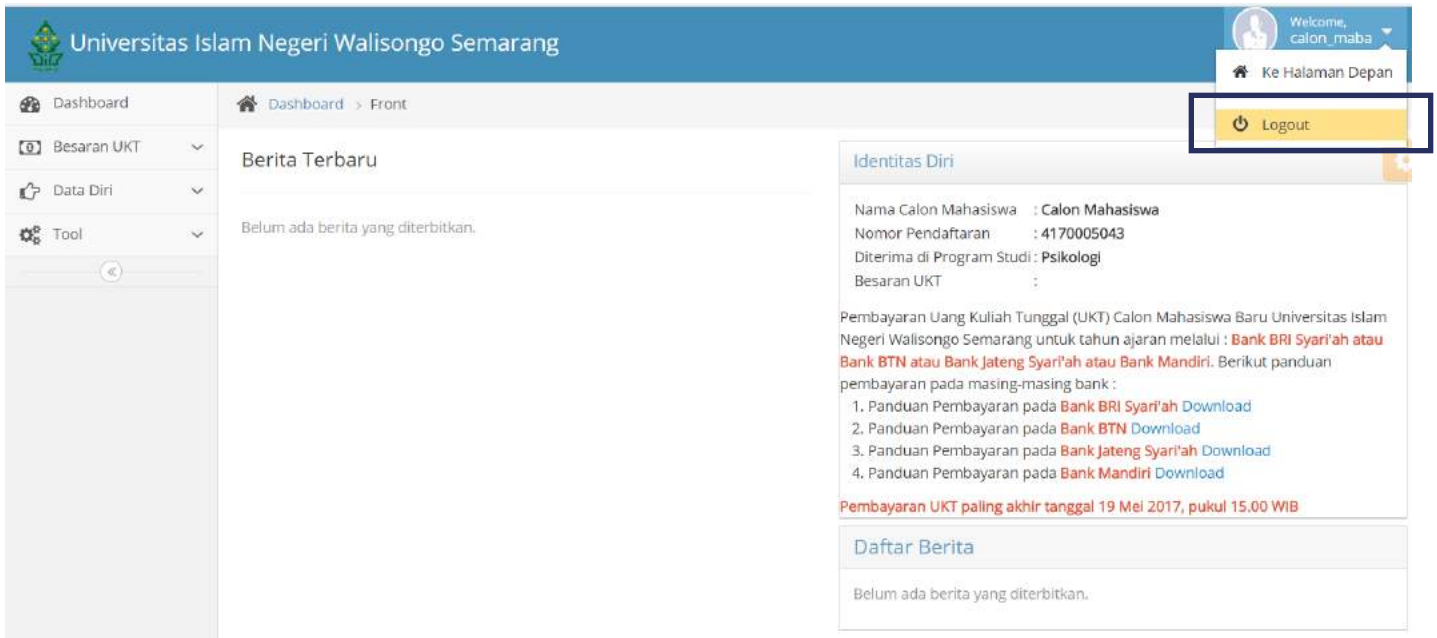 Universitas Islam Negeri Walisongo Semarang
Welcome,
calon_maba
Ke Halaman Depan
Logout
Dashboard
Besaran UKT
Data Diri
Tool
Dashboard > Front
Berita Terbaru
Belum ada berita yang diterbitkan.
Identitas Diri
Nama Calon Mahasiswa : Calon Mahasiswa
Nomor Pendaftaran : 4170005043
Diterima di Program Studi : Psikologi
Besaran UKT :
Pembayaran Uang Kuliah Tunggal (UKT) Calon Mahasiswa Baru Universitas Islam
Negeri Walisongo Semarang untuk tahun ajaran melalui : Bank BRI Syari'ah atau
Bank BTN atau Bank Jateng Syari'ah atau Bank Mandiri. Berikut panduan
pembayaran pada masing-masing bank :
1. Panduan Pembayaran pada Bank BRI Syari'ah Download
2. Panduan Pembayaran pada Bank BTN Download
3. Panduan Pembayaran pada Bank Jateng Syari'ah Download
4. Panduan Pembayaran pada Bank Mandiri Download
Pembayaran UKT paling akhir tanggal 19 Mei 2017, pukul 15.00 WIB
Daftar Berita
Belum ada berita yang diterbitkan.